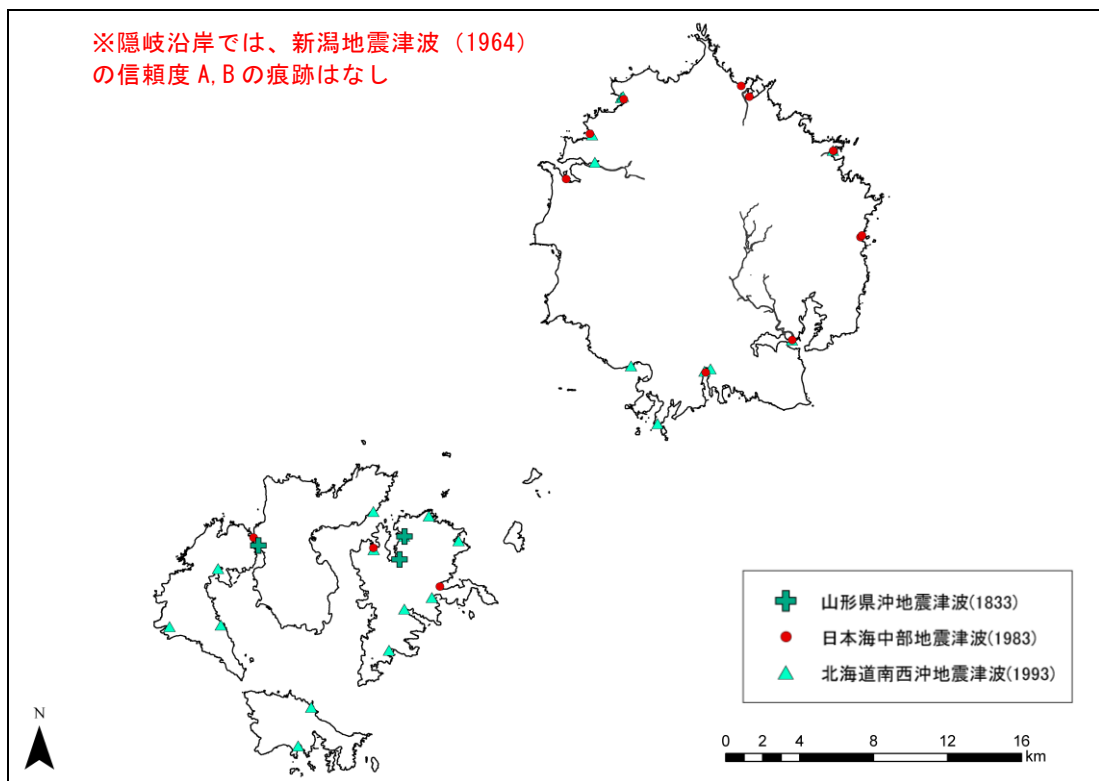 ※隠岐沿岸では、新潟地震津波（1964）
の信頼度 A,B の痕跡はなし
山形県沖地震津波(1833)
日本海中部地震津波(1983)
北海道南西沖地震津波(1993)
N
0 2 4 8 12 16
km